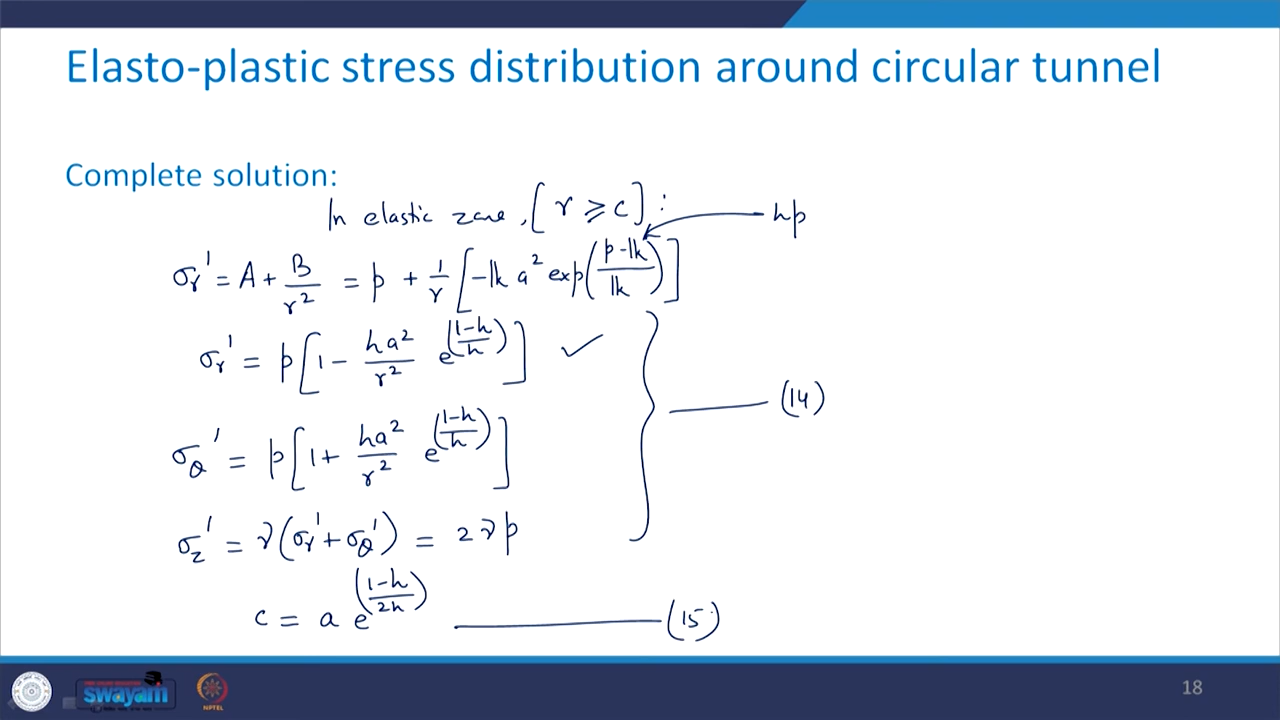 Elasto-plastic stress distribution around circular tunnel
Complete solution:
In elastic zone, [r ⩾ c] :
σr' = A + B/r² = p + 1/r [-k a² exp((p-k)/k)] hp
σr' = p[1 - ha²/r² e^((1-h)/h)] ✓
σθ' = p[1 + ha²/r² e^((1-h)/h)] (14)
σz' = ν(σr' + σθ') = 2νp
c = a e^((1-h)/2h) (15)
swayam
NPTEL
18